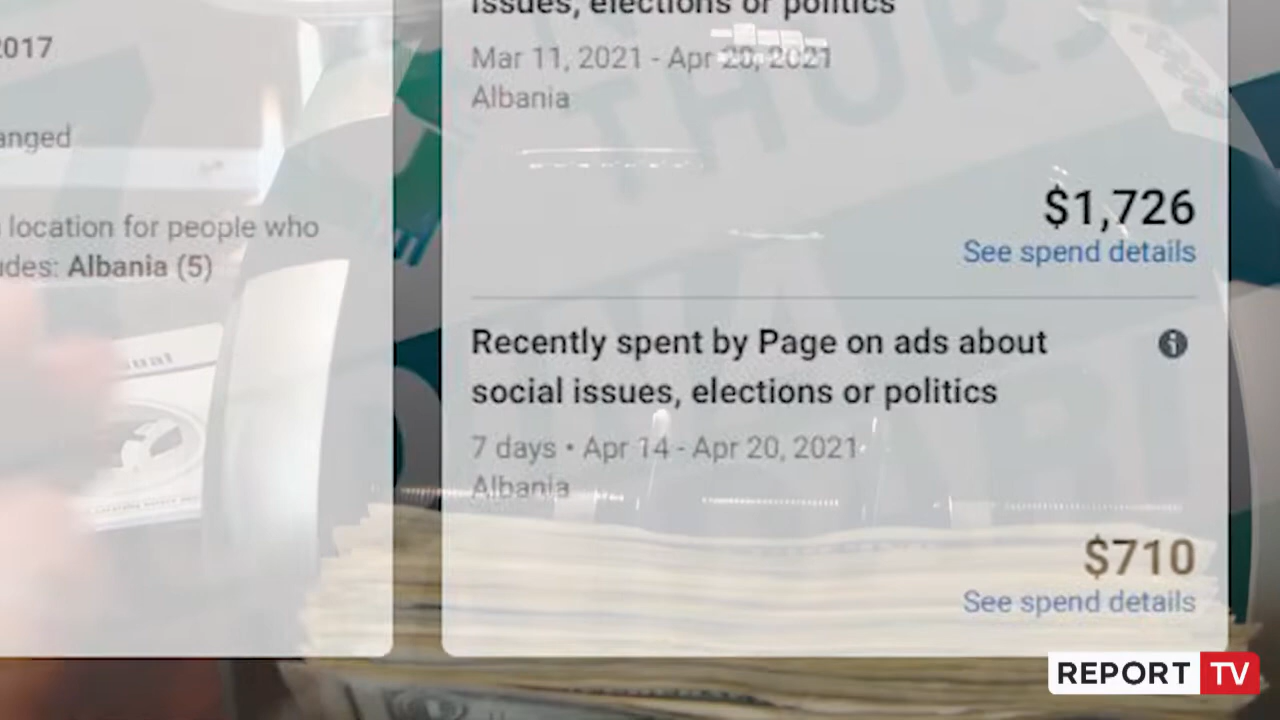 2017
anged
location for people who
des: Albania (5)
issues, elections or politics
Mar 11, 2021 - Apr 20, 2021
Albania
$1,726
See spend details
Recently spent by Page on ads about
social issues, elections or politics
7 days • Apr 14 - Apr 20, 2021
Albania
$710
See spend details
REPORT TV